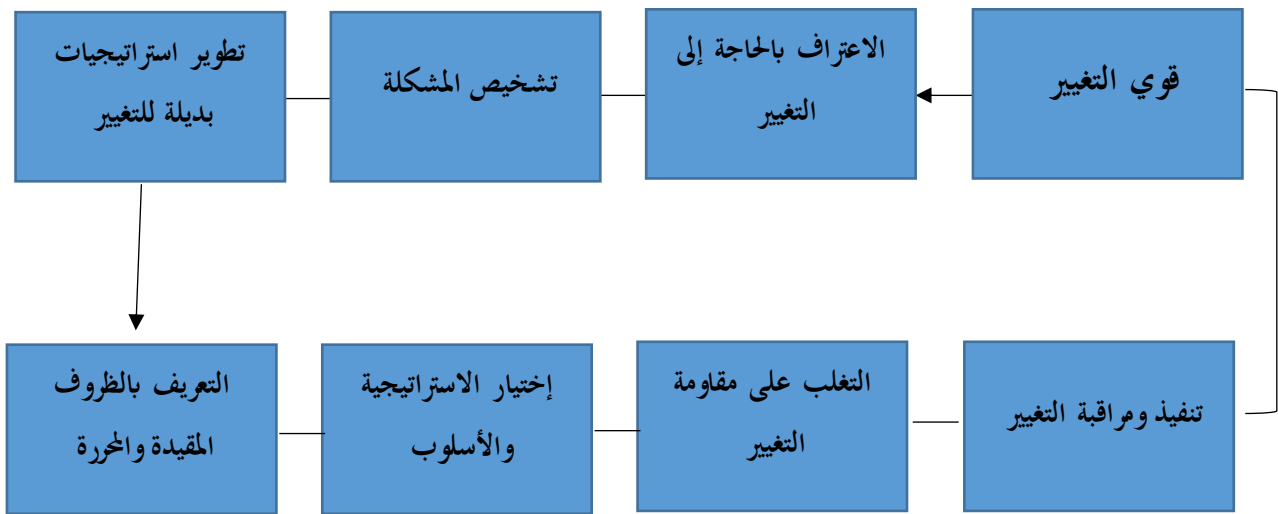 قوي التغيير
الاعتراف بالحاجة إلى
التغيير
تشخيص المشكلة
تطوير استراتيجيات
بديلة للتغيير
التعريف بالظروف
المقيدة والمحررة
إختيار الاستراتيجية
والأسلوب
التغلب على مقاومة
التغيير
تنفيذ ومراقبة التغيير